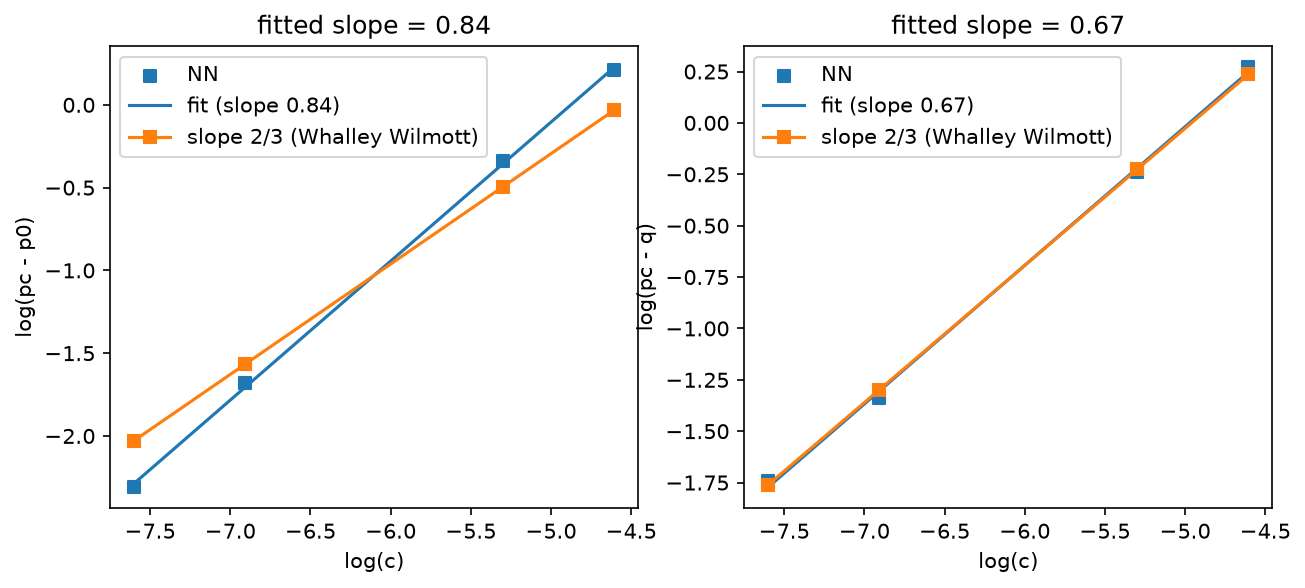 fitted slope = 0.84
NN
fit (slope 0.84)
slope 2/3 (Whalley Wilmott)
0.0
−0.5
−1.0
−1.5
−2.0
log(pc - p0)
−7.5
−7.0
−6.5
−6.0
−5.5
−5.0
−4.5
log(c)
fitted slope = 0.67
NN
fit (slope 0.67)
slope 2/3 (Whalley Wilmott)
0.25
0.00
−0.25
−0.50
−0.75
−1.00
−1.25
−1.50
−1.75
log(pc - q)
−7.5
−7.0
−6.5
−6.0
−5.5
−5.0
−4.5
log(c)